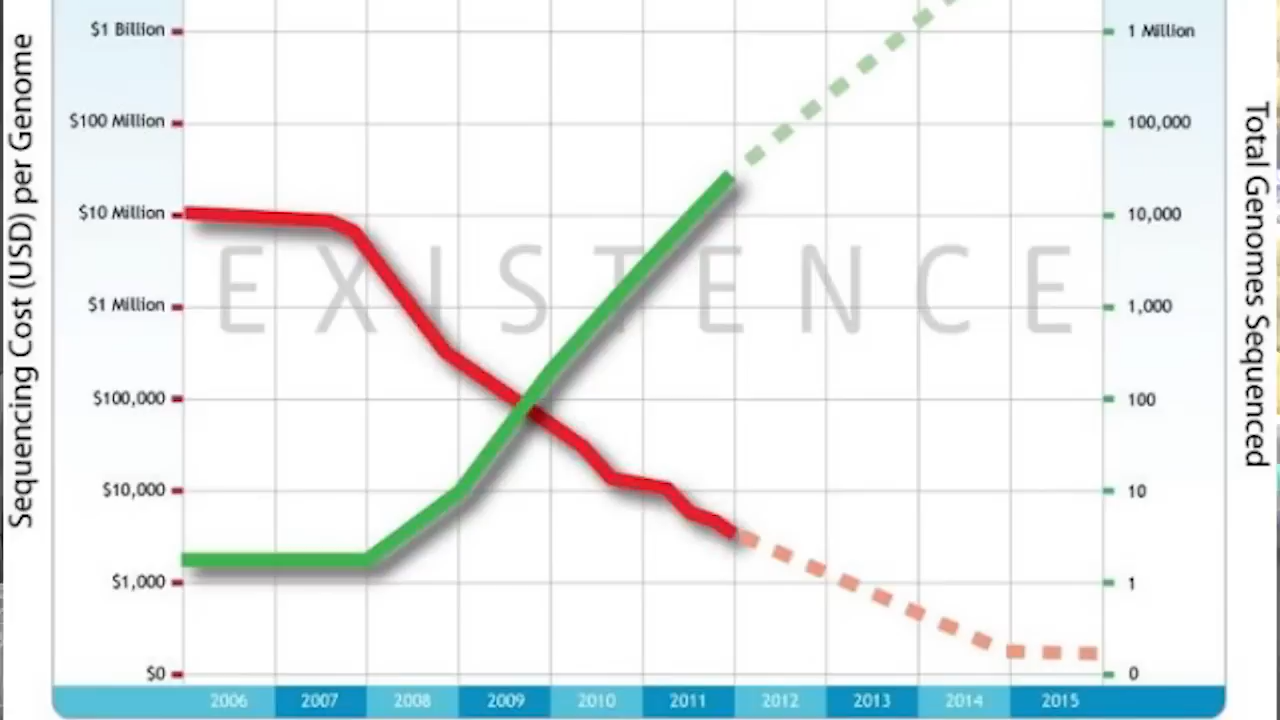 Sequencing Cost (USD) per Genome
$1 Billion
$100 Million
$10 Million
$1 Million
$100,000
$10,000
$1,000
$0
EXISTENCE
1 Million
100,000
10,000
1,000
100
10
1
0
Total Genomes Sequenced
2006 2007 2008 2009 2010 2011 2012 2013 2014 2015